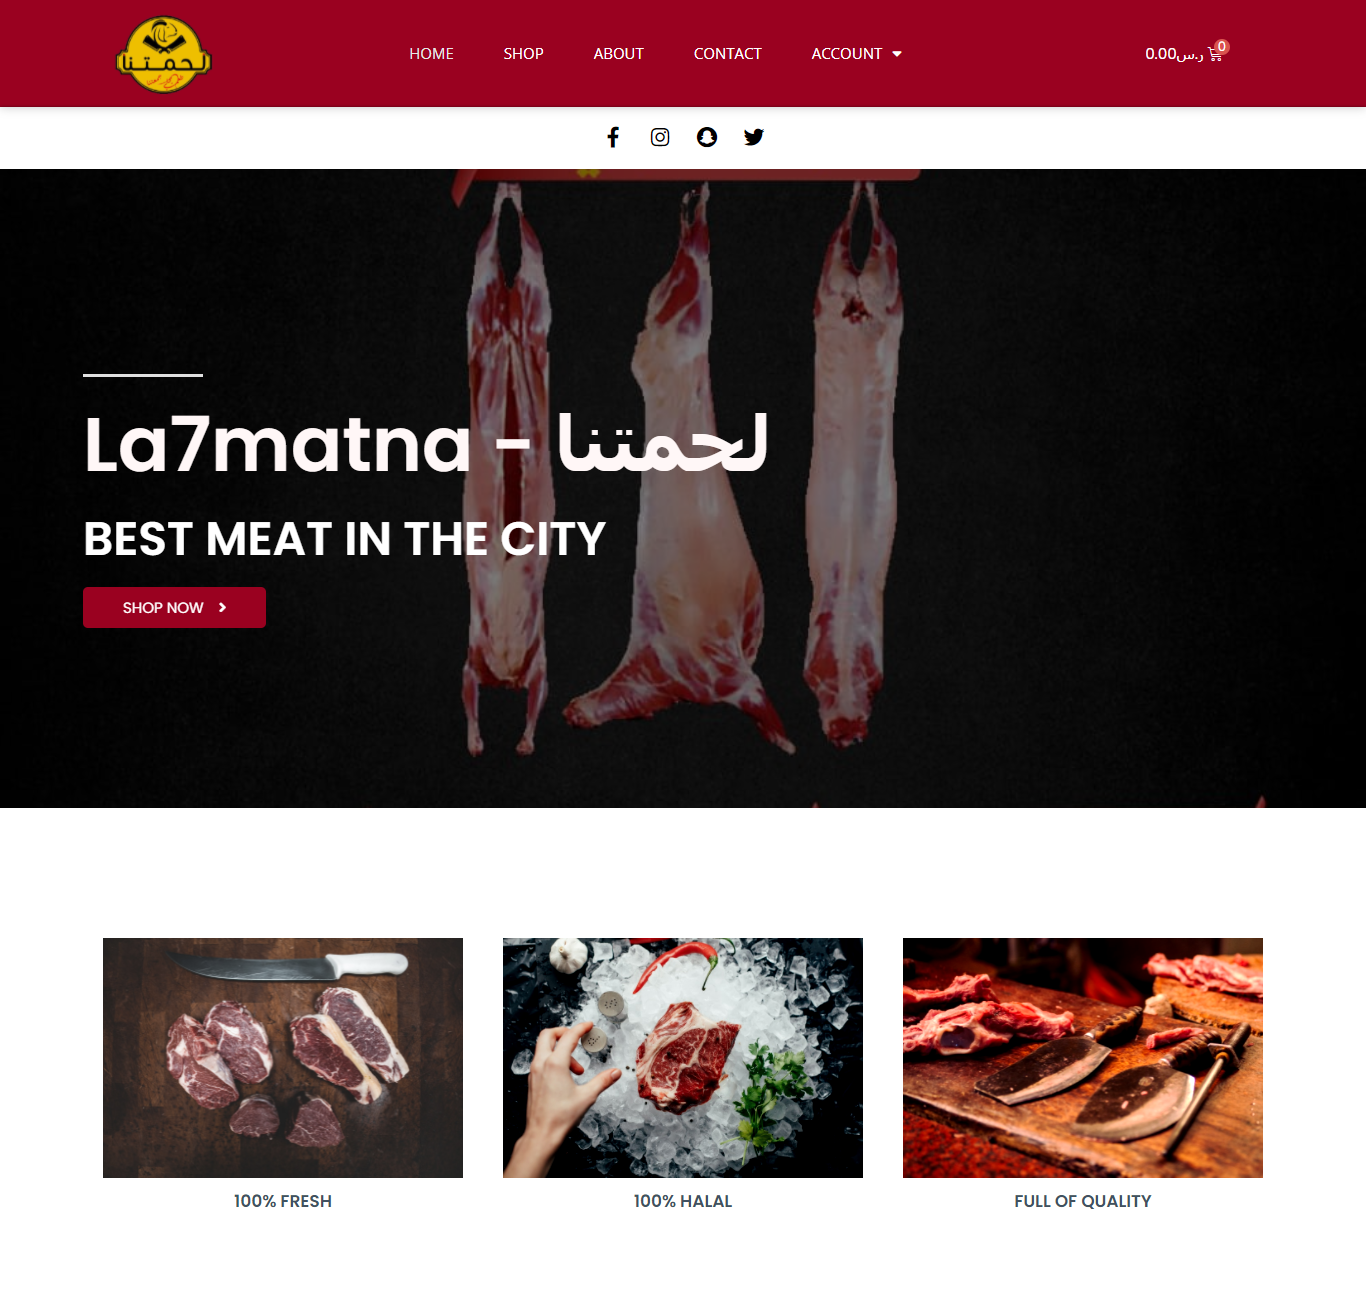 لحمتنا
HOME
SHOP
ABOUT
CONTACT
ACCOUNT
0.00ر.س
0
La7matna - لحمتنا
BEST MEAT IN THE CITY
SHOP NOW
100% FRESH
100% HALAL
FULL OF QUALITY